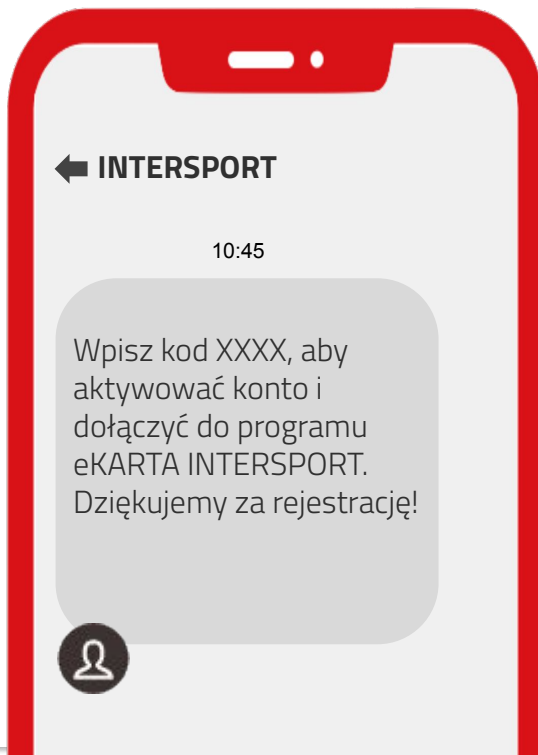 INTERSPORT
10:45
Wpisz kod XXXX, aby
aktywować konto i
dołączyć do programu
eKARTA INTERSPORT.
Dziękujemy za rejestrację!